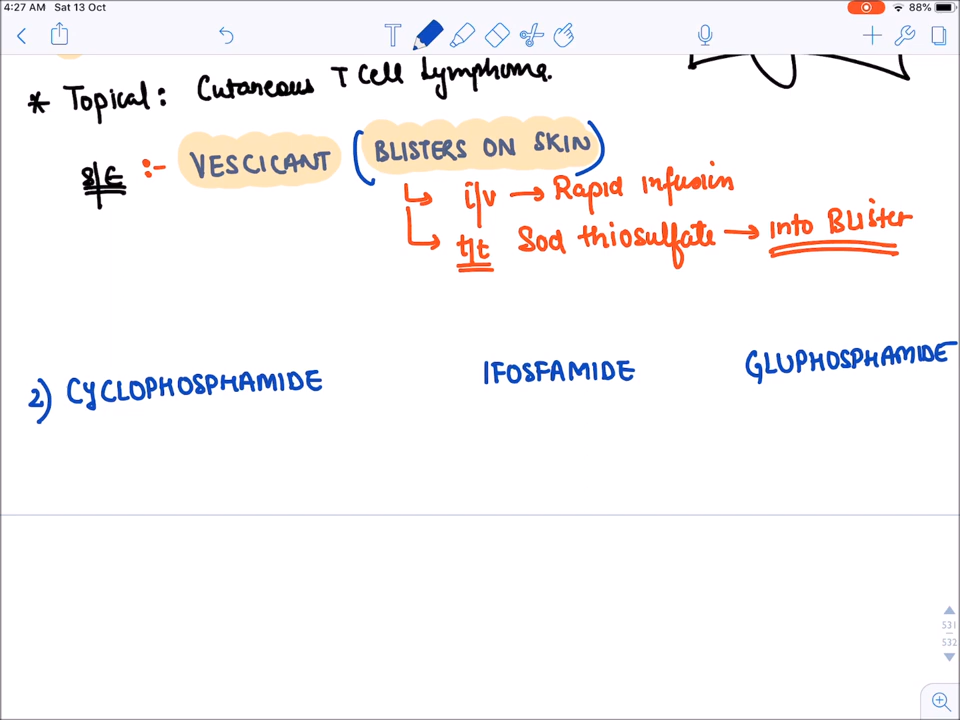 4:27 AM Sat 13 Oct 88%
* Topical: Cutaneous T Cell Lymphoma.
S/E :- VESCICANT (BLISTERS ON SKIN)
i/v → Rapid infusion
t/t Sod thiosulfate → into Blister
2) CYCLOPHOSPHAMIDE IFOSFAMIDE GLUPHOSPHAMIDE
531
532